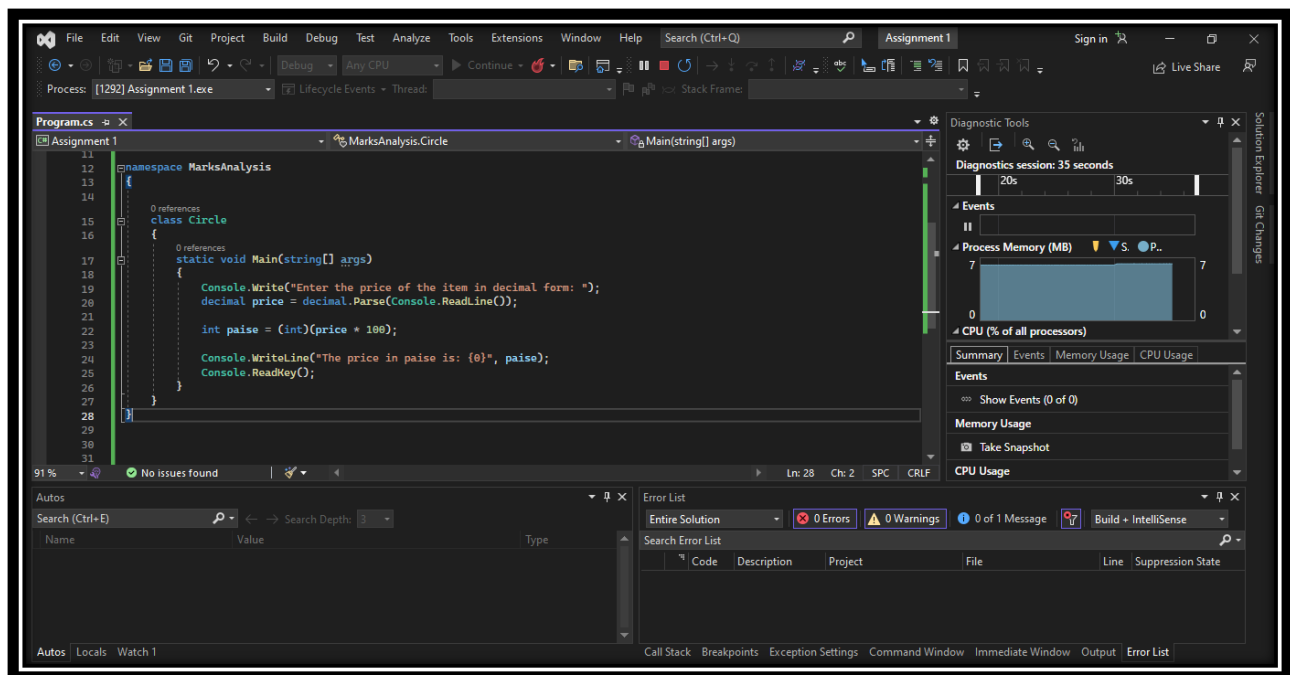 File Edit View Git Project Build Debug Test Analyze Tools Extensions Window Help Search (Ctrl+Q) Assignment 1 Sign in
Debug Any CPU Continue Live Share
Process: [1292] Assignment 1.exe Lifecycle Events Thread: Stack Frame:
Program.cs
Assignment 1 MarksAnalysis.Circle Main(string[] args)
11
12 namespace MarksAnalysis
13 {
14
0 references
15 class Circle
16 {
0 references
17 static void Main(string[] args)
18 {
19 Console.Write("Enter the price of the item in decimal form: ");
20 decimal price = decimal.Parse(Console.ReadLine());
21
22 int paise = (int)(price * 100);
23
24 Console.WriteLine("The price in paise is: {0}", paise);
25 Console.ReadKey();
26 }
27 }
28 }
29
30
31
91 % No issues found Ln: 28 Ch: 2 SPC CRLF
Diagnostic Tools
Diagnostics session: 35 seconds
20s 30s
Events
Process Memory (MB) S. P..
7 7
0 0
CPU (% of all processors)
Summary Events Memory Usage CPU Usage
Events
Show Events (0 of 0)
Memory Usage
Take Snapshot
CPU Usage
Solution Explorer
Git Changes
Autos
Search (Ctrl+E) Search Depth: 3
Name Value Type
Autos Locals Watch 1
Error List
Entire Solution 0 Errors 0 Warnings 0 of 1 Message Build + IntelliSense
Search Error List
Code Description Project File Line Suppression State
Call Stack Breakpoints Exception Settings Command Window Immediate Window Output Error List